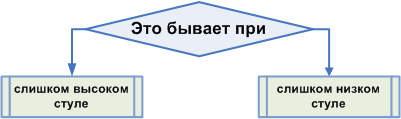 Это бывает при
слишком высоком
стуле
слишком низком
стуле